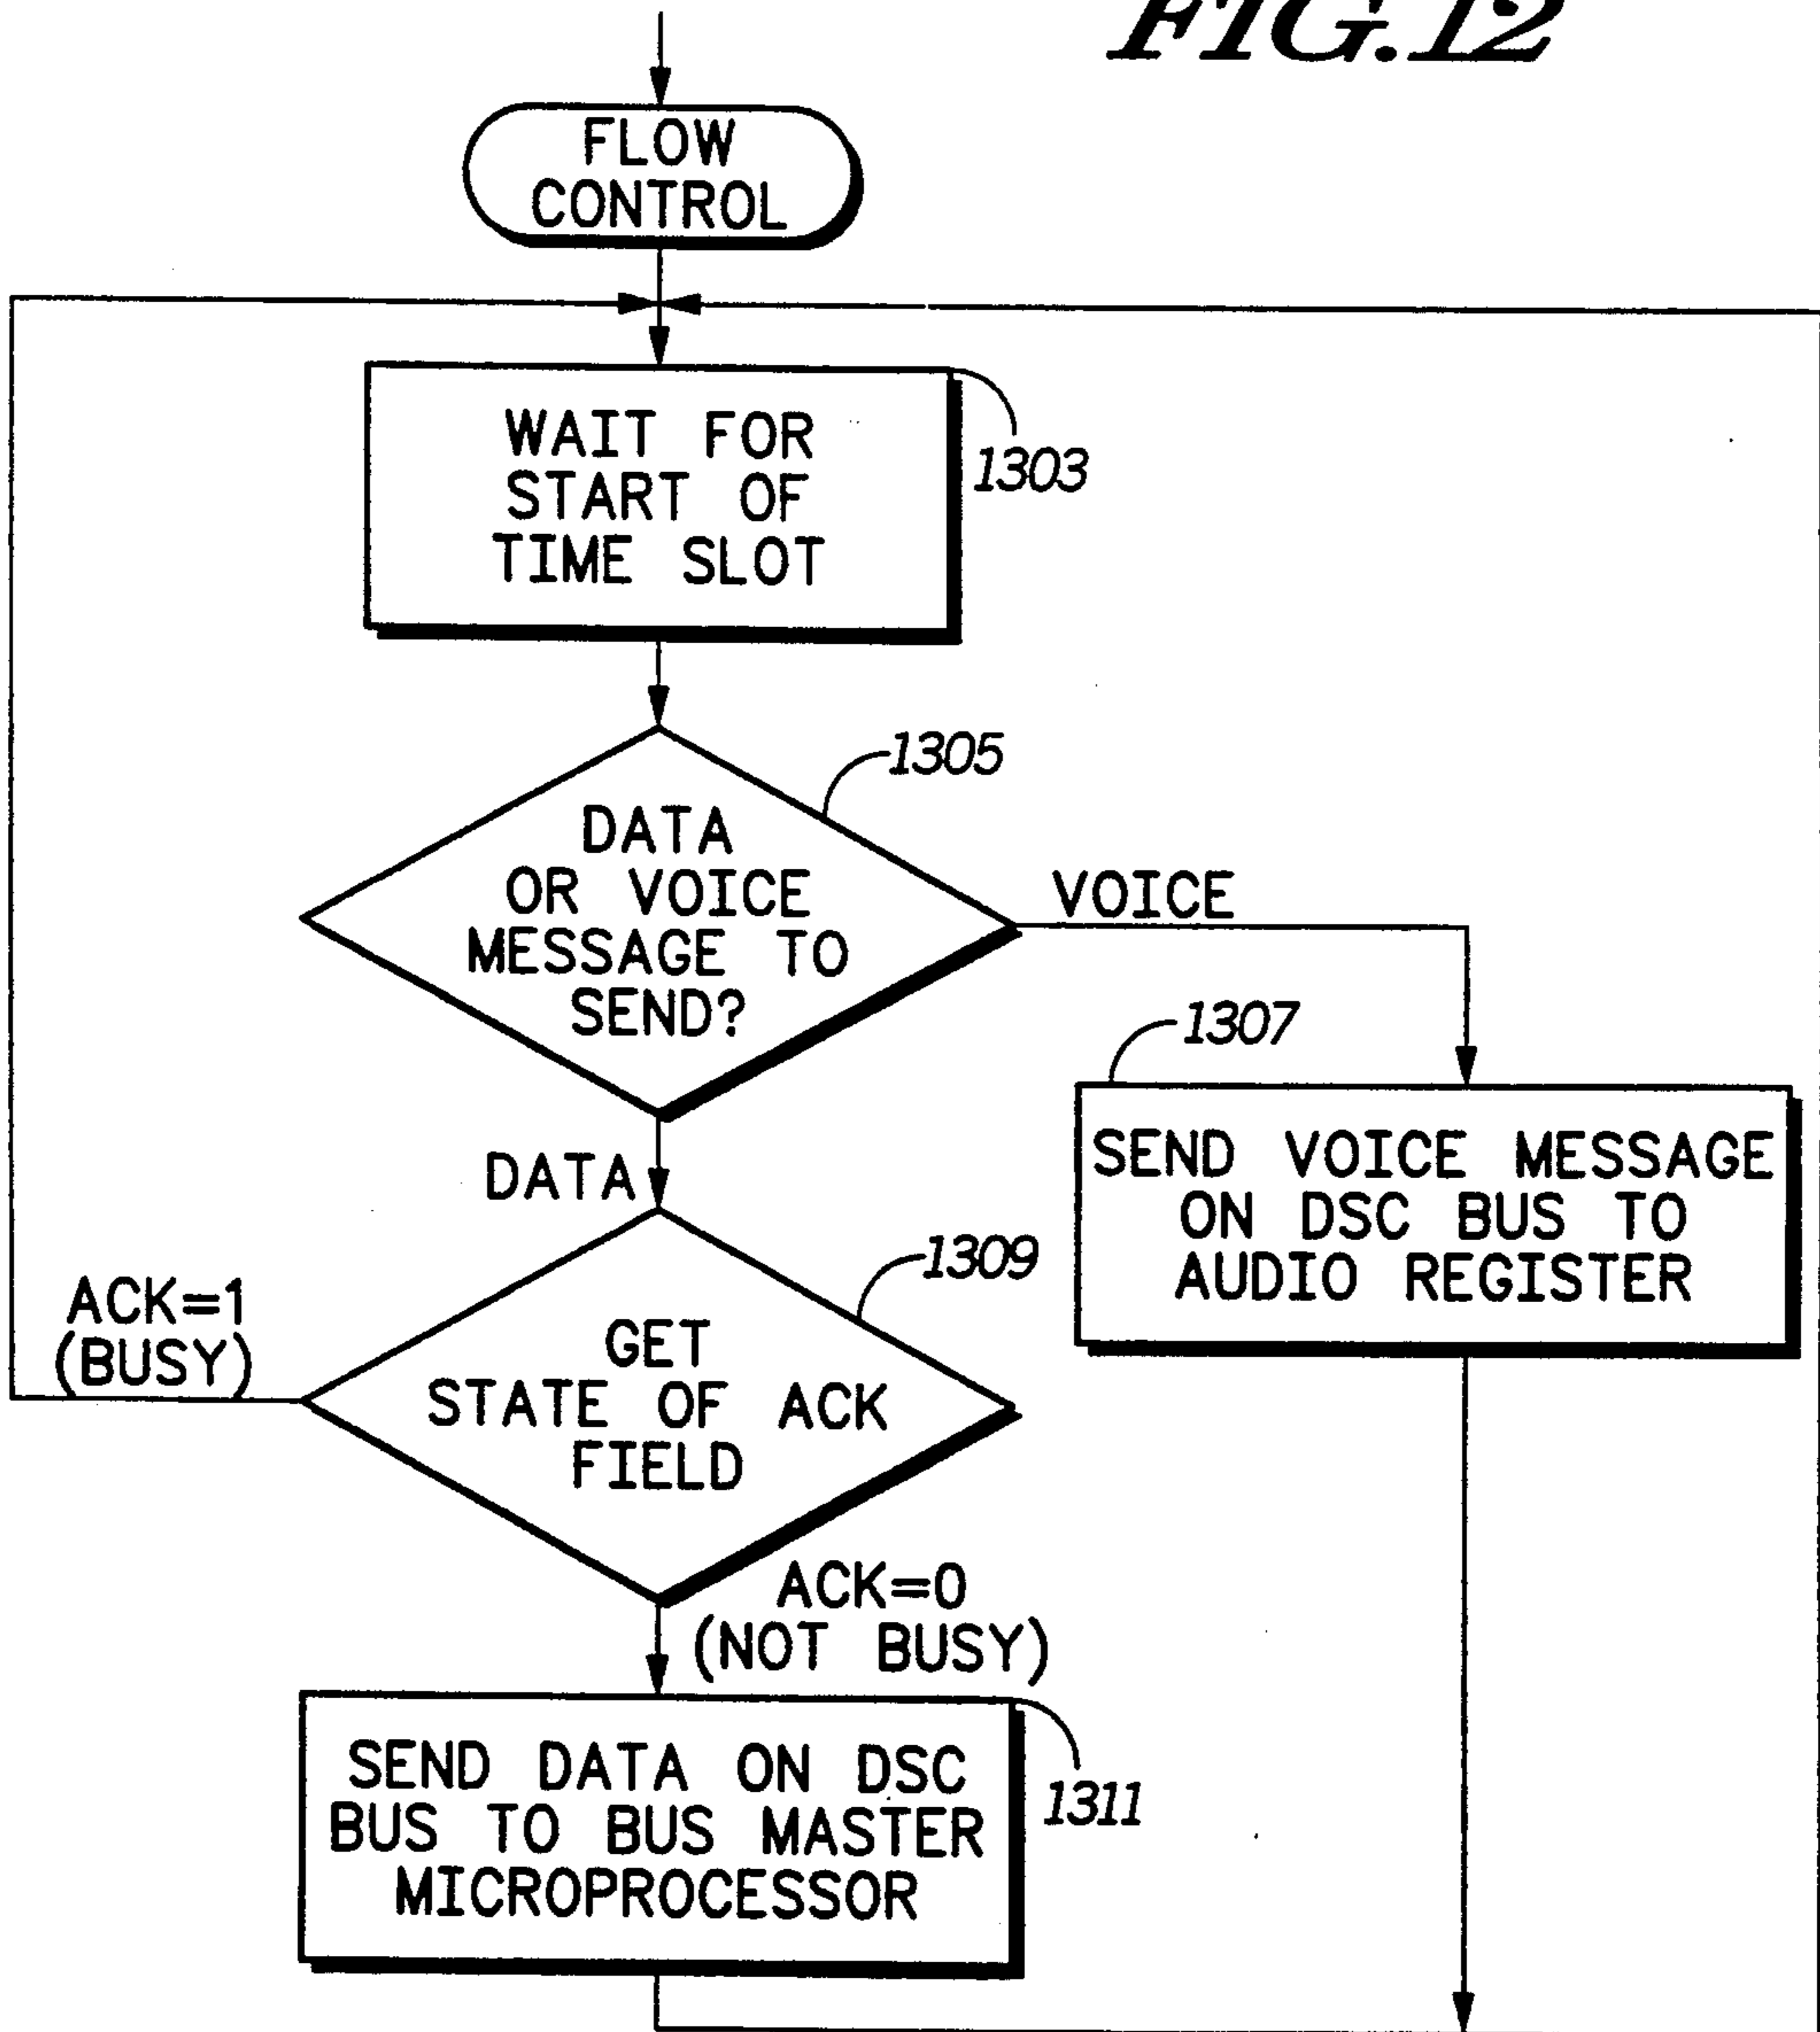 FIG.12
FLOW
CONTROL
WAIT FOR
START OF
TIME SLOT
1303
1305
DATA
OR VOICE
MESSAGE TO
SEND?
VOICE
1307
SEND VOICE MESSAGE
ON DSC BUS TO
AUDIO REGISTER
DATA
1309
GET
STATE OF ACK
FIELD
ACK=1
(BUSY)
ACK=0
(NOT BUSY)
SEND DATA ON DSC
BUS TO BUS MASTER
MICROPROCESSOR
1311